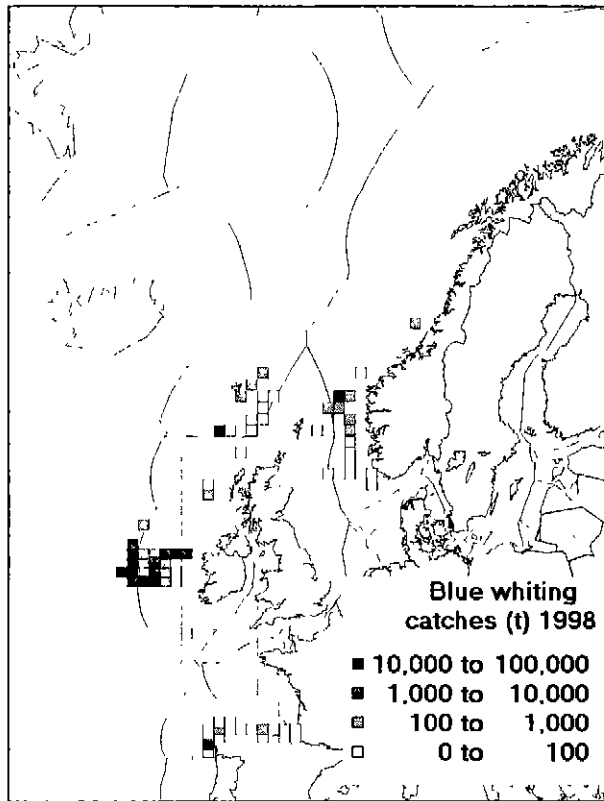 Blue whiting
catches (t) 1998
10,000 to 100,000
1,000 to 10,000
100 to 1,000
0 to 100